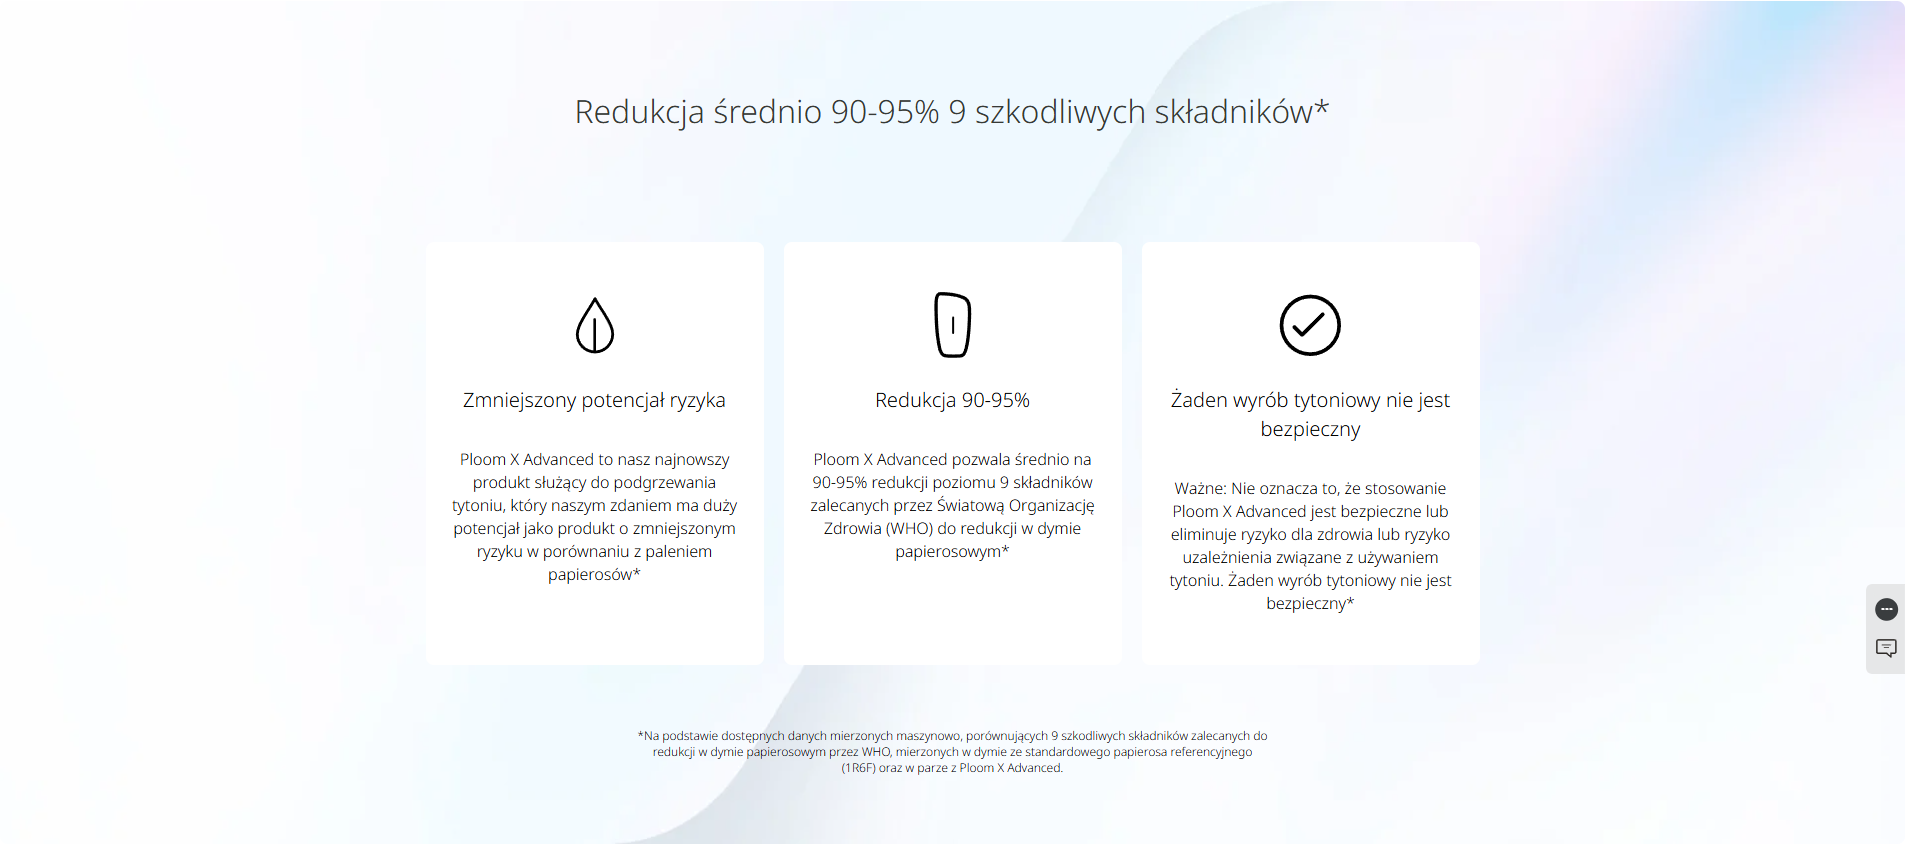 Redukcja średnio 90-95% 9 szkodliwych składników*
Zmniejszony potencjał ryzyka
Ploom X Advanced to nasz najnowszy
produkt służący do podgrzewania
tytoniu, który naszym zdaniem ma duży
potencjał jako produkt o zmniejszonym
ryzyku w porównaniu z paleniem
papierosów*
Redukcja 90-95%
Ploom X Advanced pozwala średnio na
90-95% redukcji poziomu 9 składników
zalecanych przez Światową Organizację
Zdrowia (WHO) do redukcji w dymie
papierosowym*
Żaden wyrób tytoniowy nie jest
bezpieczny
Ważne: Nie oznacza to, że stosowanie
Ploom X Advanced jest bezpieczne lub
eliminuje ryzyko dla zdrowia lub ryzyko
uzależnienia związane z używaniem
tytoniu. Żaden wyrób tytoniowy nie jest
bezpieczny*
*Na podstawie dostępnych danych mierzonych maszynowo, porównujących 9 szkodliwych składników zalecanych do
redukcji w dymie papierosowym przez WHO, mierzonych w dymie ze standardowego papierosa referencyjnego
(1R6F) oraz w parze z Ploom X Advanced.